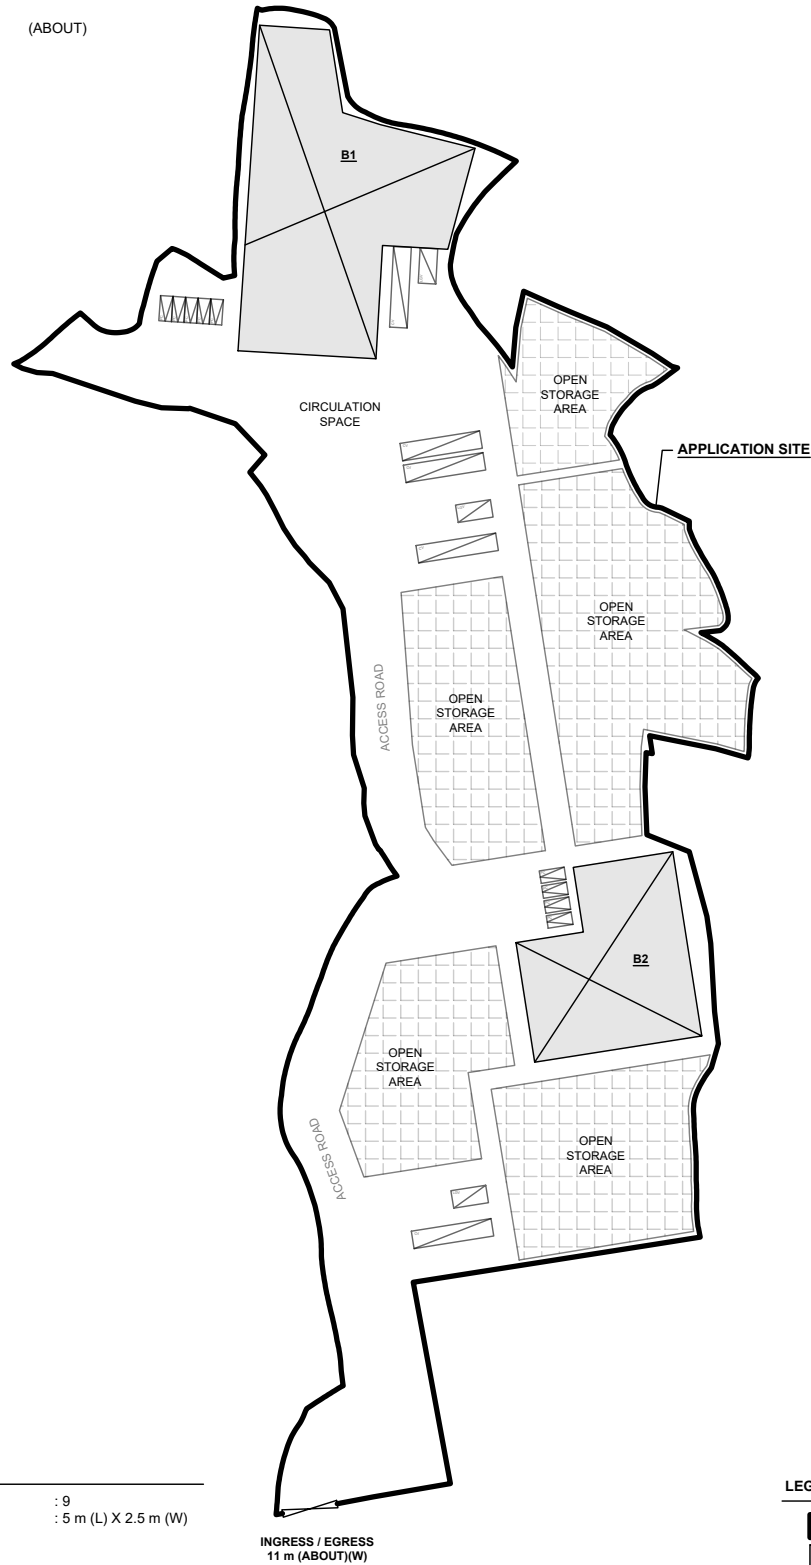 (ABOUT)
B1
OPEN
STORAGE
AREA
CIRCULATION
SPACE
APPLICATION SITE
OPEN
STORAGE
AREA
ACCESS ROAD
OPEN
STORAGE
AREA
B2
OPEN
STORAGE
AREA
ACCESS ROAD
OPEN
STORAGE
AREA
: 9
: 5 m (L) X 2.5 m (W)
INGRESS / EGRESS
11 m (ABOUT)(W)
LEG